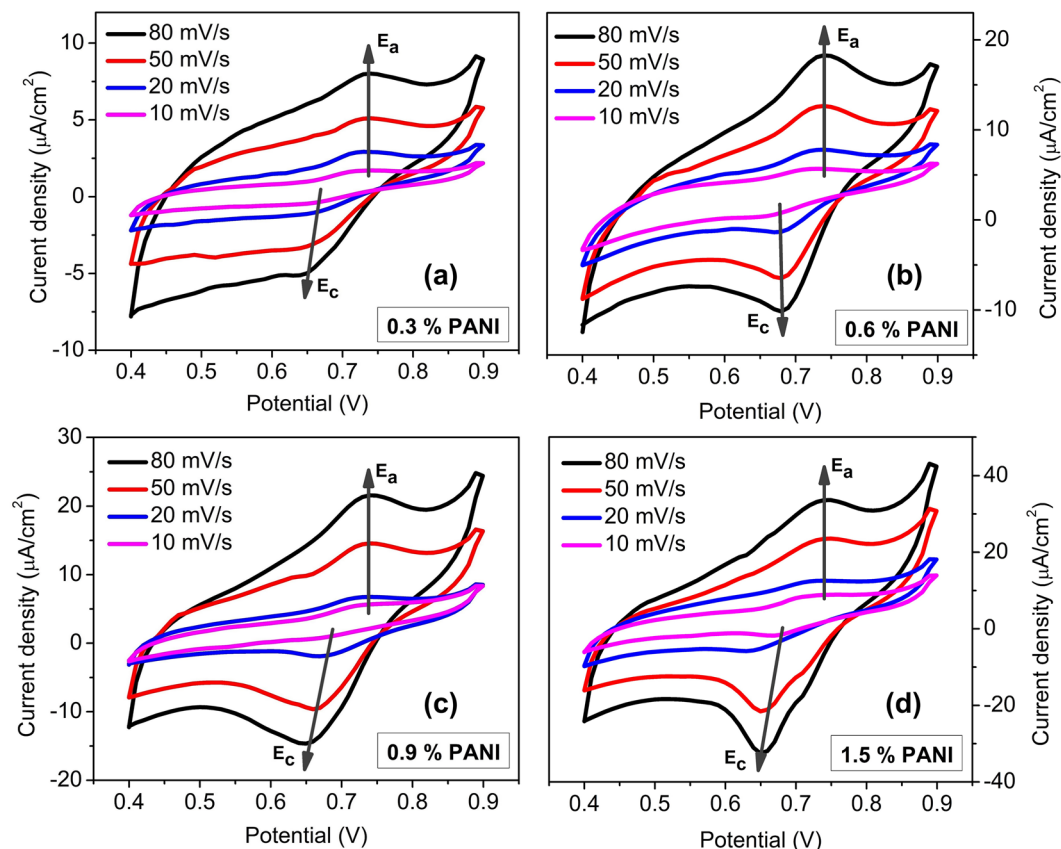 80 mV/s
50 mV/s
20 mV/s
10 mV/s
Ea
Ec
(a)
0.3 % PANI
10
5
0
-5
-10
0.4 0.5 0.6 0.7 0.8 0.9
Potential (V)
Curent density (µA/cm²)
80 mV/s
50 mV/s
20 mV/s
10 mV/s
Ea
Ec
(b)
0.6 % PANI
20
10
0
-10
0.4 0.5 0.6 0.7 0.8 0.9
Potential (V)
Current density (µA/cm²)
80 mV/s
50 mV/s
20 mV/s
10 mV/s
Ea
Ec
(c)
0.9 % PANI
30
20
10
0
-10
-20
0.4 0.5 0.6 0.7 0.8 0.9
Potential (V)
Current density (µA/cm²)
80 mV/s
50 mV/s
20 mV/s
10 mV/s
Ea
Ec
(d)
1.5 % PANI
40
20
0
-20
-40
0.4 0.5 0.6 0.7 0.8 0.9
Potential (V)
Current density (µA/cm²)